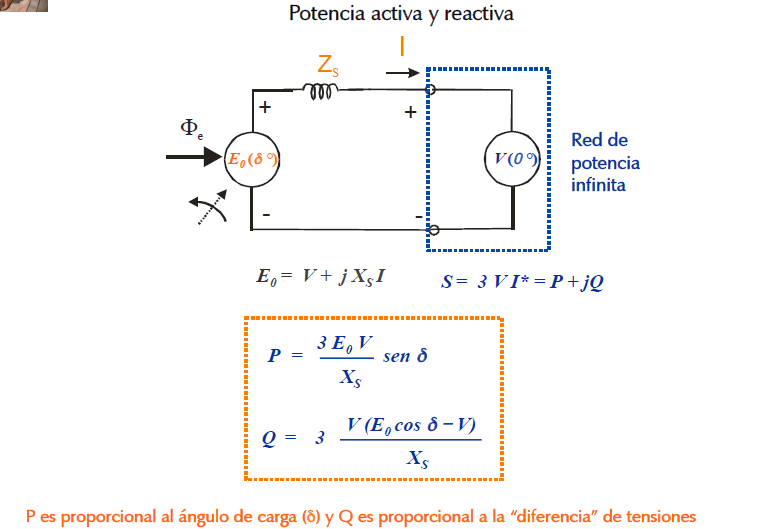 Potencia activa y reactiva
I
Z_S
+
+
Φ_e
E_0 (δ°)
V(0°)
Red de
potencia
infinita
-
-
E_0 = V + j X_S I
S = 3 V I* = P + jQ
P = 3 E_0 V / X_S sen δ
Q = 3 V (E_0 cos δ – V) / X_S
P es proporcional al ángulo de carga (δ) y Q es proporcional a la “diferencia” de tensiones